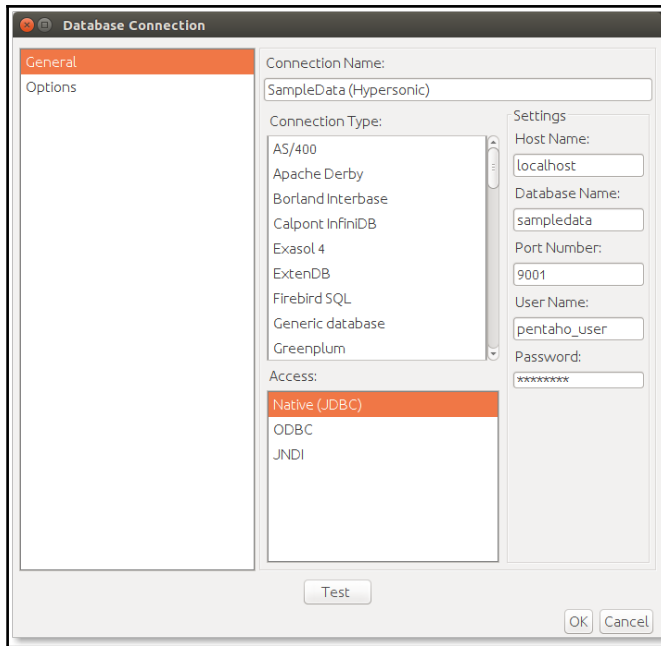 Database Connection
General
Options
Connection Name:
SampleData (Hypersonic)
Connection Type:
AS/400
Apache Derby
Borland Interbase
Calpont InfiniDB
Exasol 4
ExtenDB
Firebird SQL
Generic database
Greenplum
Access:
Native (JDBC)
ODBC
JNDI
Settings
Host Name:
localhost
Database Name:
sampledata
Port Number:
9001
User Name:
pentaho_user
Password:
********
Test
OK
Cancel